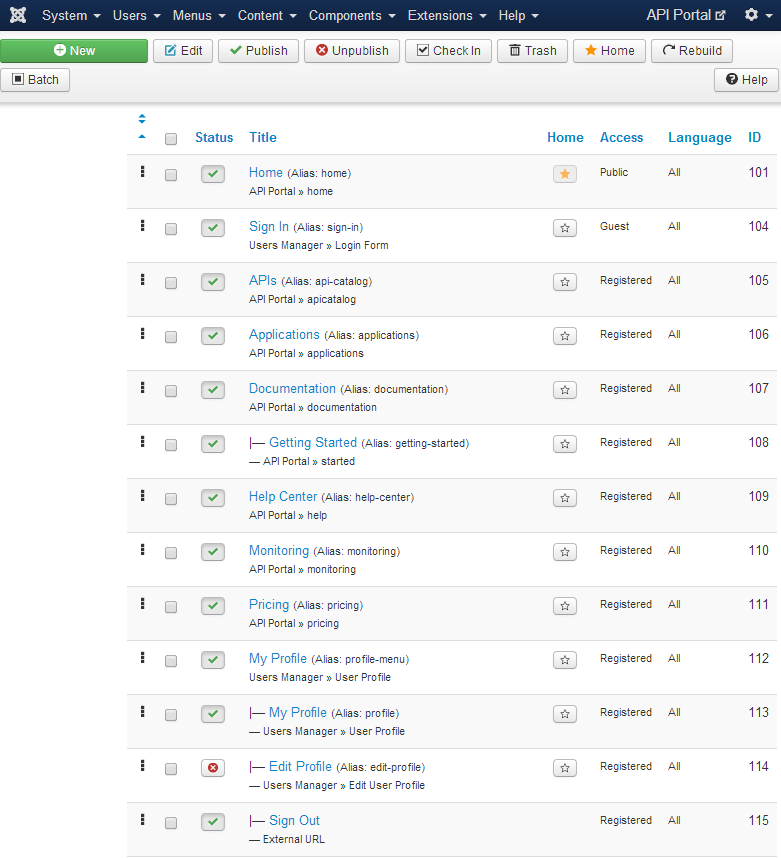 System Users Menus Content Components Extensions Help API Portal
New Edit Publish Unpublish Check In Trash Home Rebuild
Batch Help
Status Title Home Access Language ID
Home (Alias: home) Public All 101
API Portal » home
Sign In (Alias: sign-in) Guest All 104
Users Manager » Login Form
APIs (Alias: api-catalog) Registered All 105
API Portal » apicatalog
Applications (Alias: applications) Registered All 106
API Portal » applications
Documentation (Alias: documentation) Registered All 107
API Portal » documentation
|— Getting Started (Alias: getting-started) Registered All 108
— API Portal » started
Help Center (Alias: help-center) Registered All 109
API Portal » help
Monitoring (Alias: monitoring) Registered All 110
API Portal » monitoring
Pricing (Alias: pricing) Registered All 111
API Portal » pricing
My Profile (Alias: profile-menu) Registered All 112
Users Manager » User Profile
|— My Profile (Alias: profile) Registered All 113
— Users Manager » User Profile
|— Edit Profile (Alias: edit-profile) Registered All 114
— Users Manager » Edit User Profile
|— Sign Out Registered All 115
— External URL